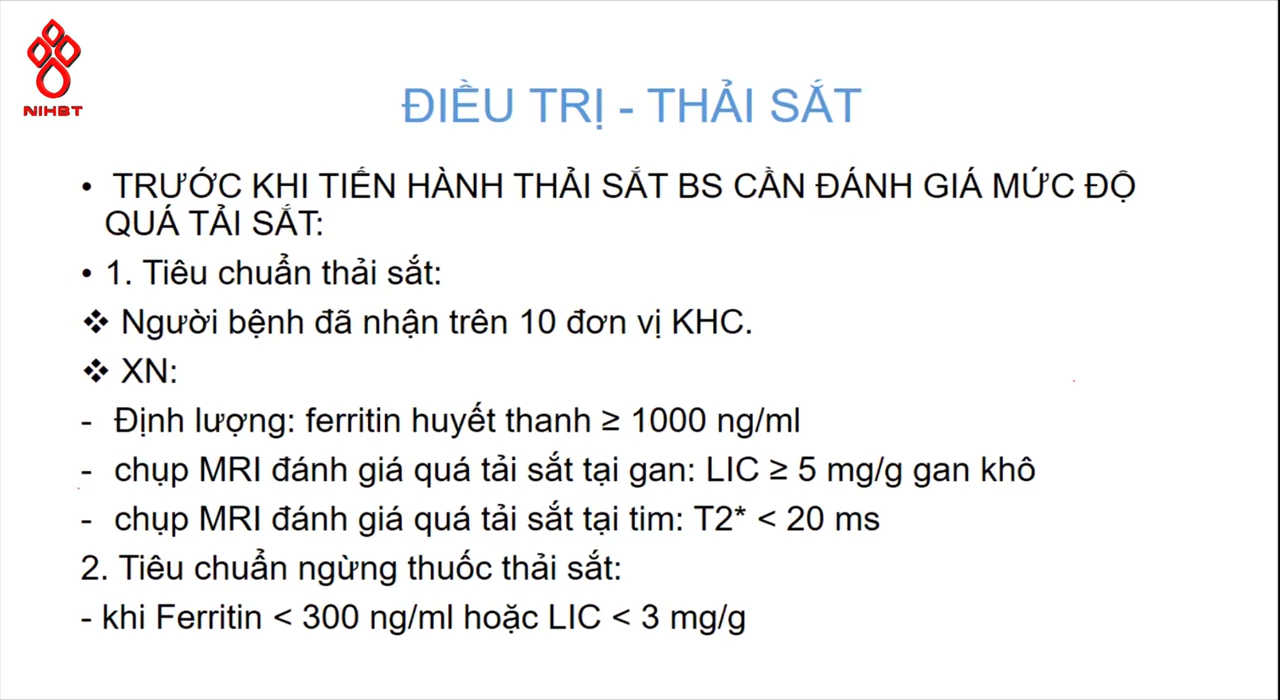 NIHBT
ĐIỀU TRỊ - THẢI SẮT
• TRƯỚC KHI TIẾN HÀNH THẢI SẮT BS CẦN ĐÁNH GIÁ MỨC ĐỘ
QUÁ TẢI SẮT:
• 1. Tiêu chuẩn thải sắt:
❖ Người bệnh đã nhận trên 10 đơn vị KHC.
❖ XN:
- Định lượng: ferritin huyết thanh ≥ 1000 ng/ml
- chụp MRI đánh giá quá tải sắt tại gan: LIC ≥ 5 mg/g gan khô
- chụp MRI đánh giá quá tải sắt tại tim: T2* < 20 ms
2. Tiêu chuẩn ngừng thuốc thải sắt:
- khi Ferritin < 300 ng/ml hoặc LIC < 3 mg/g